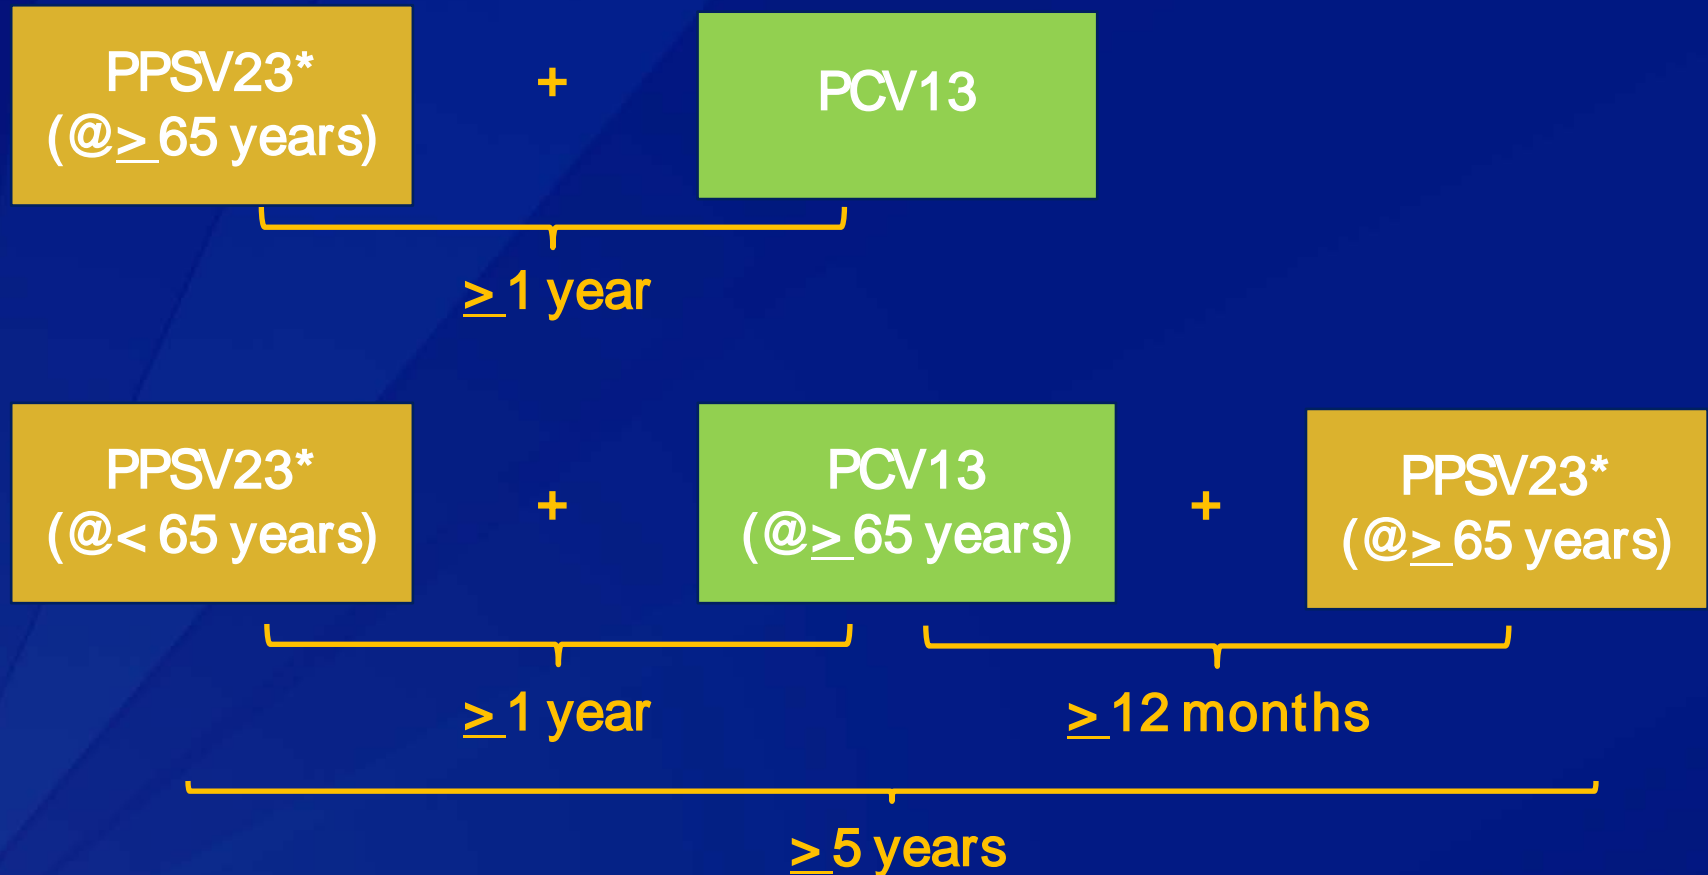 PPSV23*
(@≥ 65 years)
+
PCV13
≥ 1 year
PPSV23*
(@< 65 years)
+
PCV13
(@≥ 65 years)
+
PPSV23*
(@≥ 65 years)
≥ 1 year
≥ 12 months
≥ 5 years